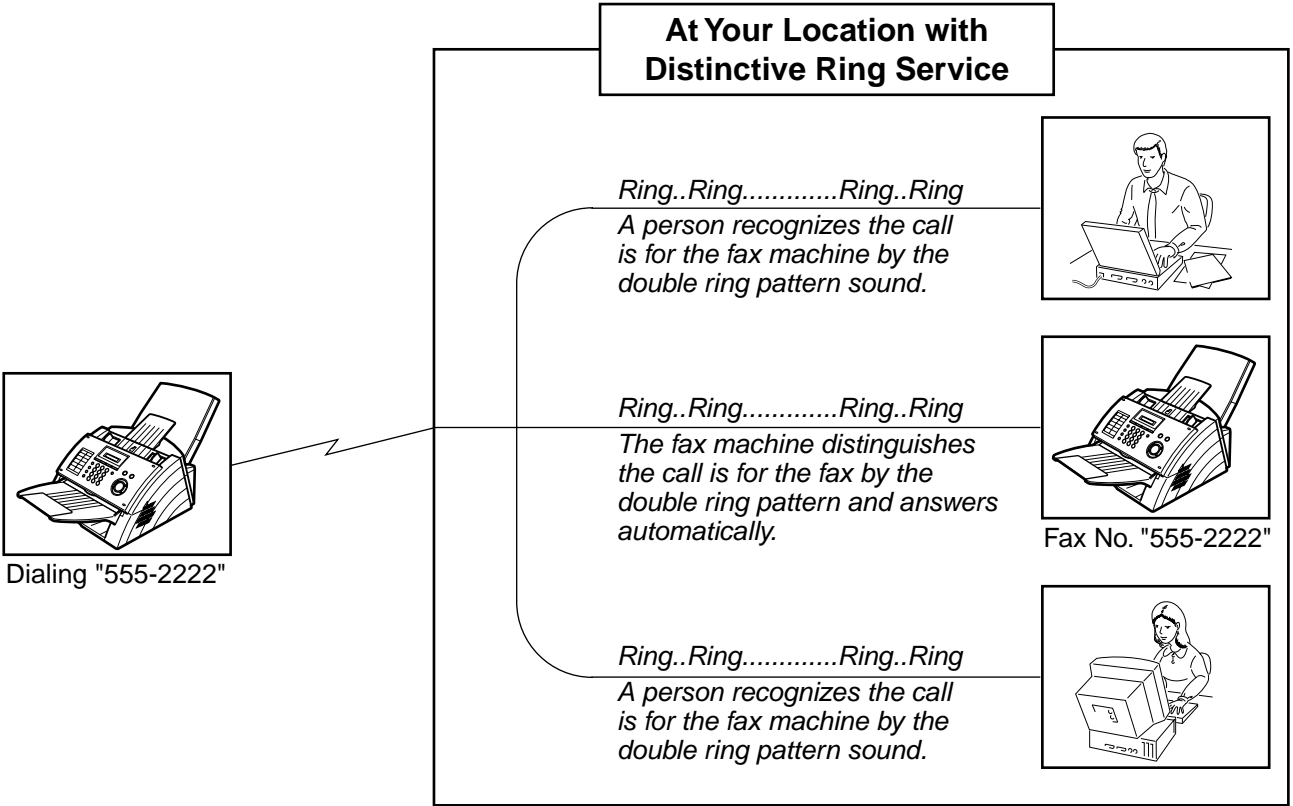 At Your Location with
Distinctive Ring Service
Ring..Ring.............Ring..Ring
A person recognizes the call
is for the fax machine by the
double ring pattern sound.
Ring..Ring.............Ring..Ring
The fax machine distinguishes
the call is for the fax by the
double ring pattern and answers
automatically.
Fax No. "555-2222"
Dialing "555-2222"
Ring..Ring.............Ring..Ring
A person recognizes the call
is for the fax machine by the
double ring pattern sound.